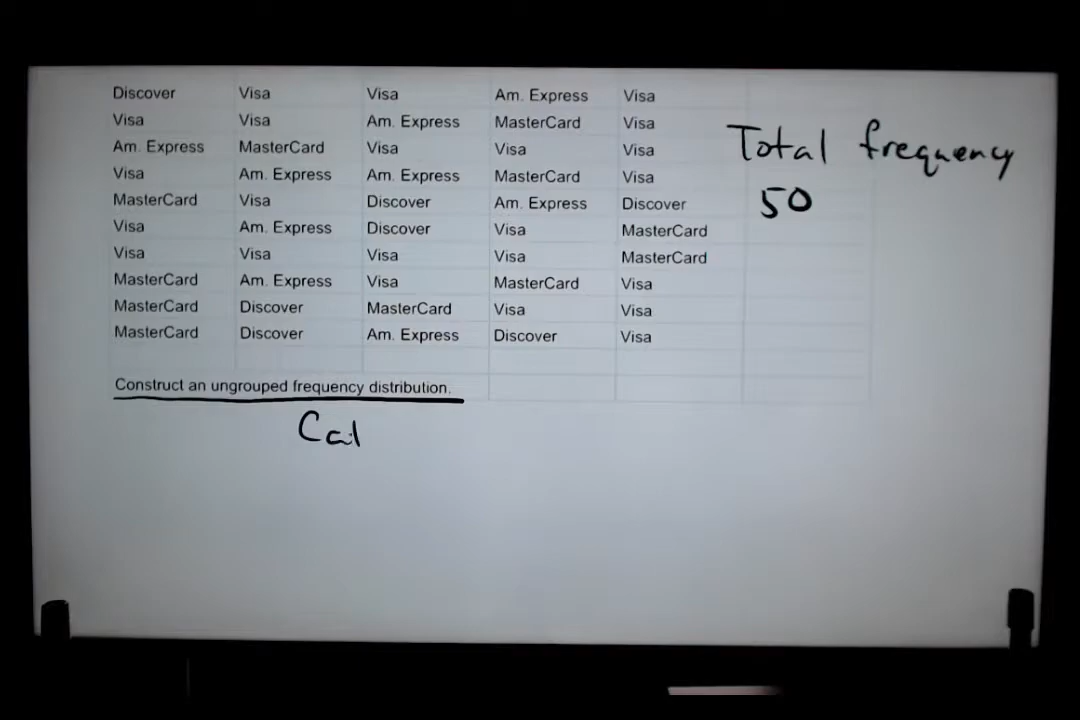 Discover Visa Visa Am. Express Visa
Visa Visa Am. Express MasterCard Visa
Am. Express MasterCard Visa Visa Visa
Visa Am. Express Am. Express MasterCard Visa
MasterCard Visa Discover Am. Express Discover
Visa Am. Express Discover Visa MasterCard
Visa Visa Visa Visa MasterCard
MasterCard Am. Express Visa MasterCard Visa
MasterCard Discover MasterCard Visa Visa
MasterCard Discover Am. Express Discover Visa
Total frequency
50
Construct an ungrouped frequency distribution.
Cal